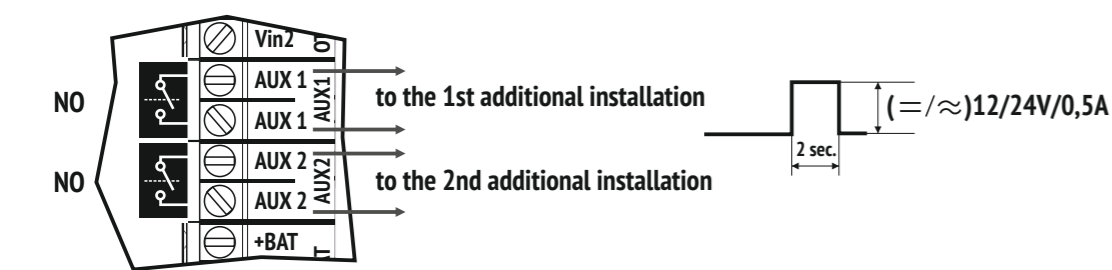 Vin2
NO
AUX 1
AUX 1
AUX1
to the 1st additional installation
NO
AUX 2
AUX 2
AUX2
to the 2nd additional installation
+BAT
(=/≈)12/24V/0,5A
2 sec.